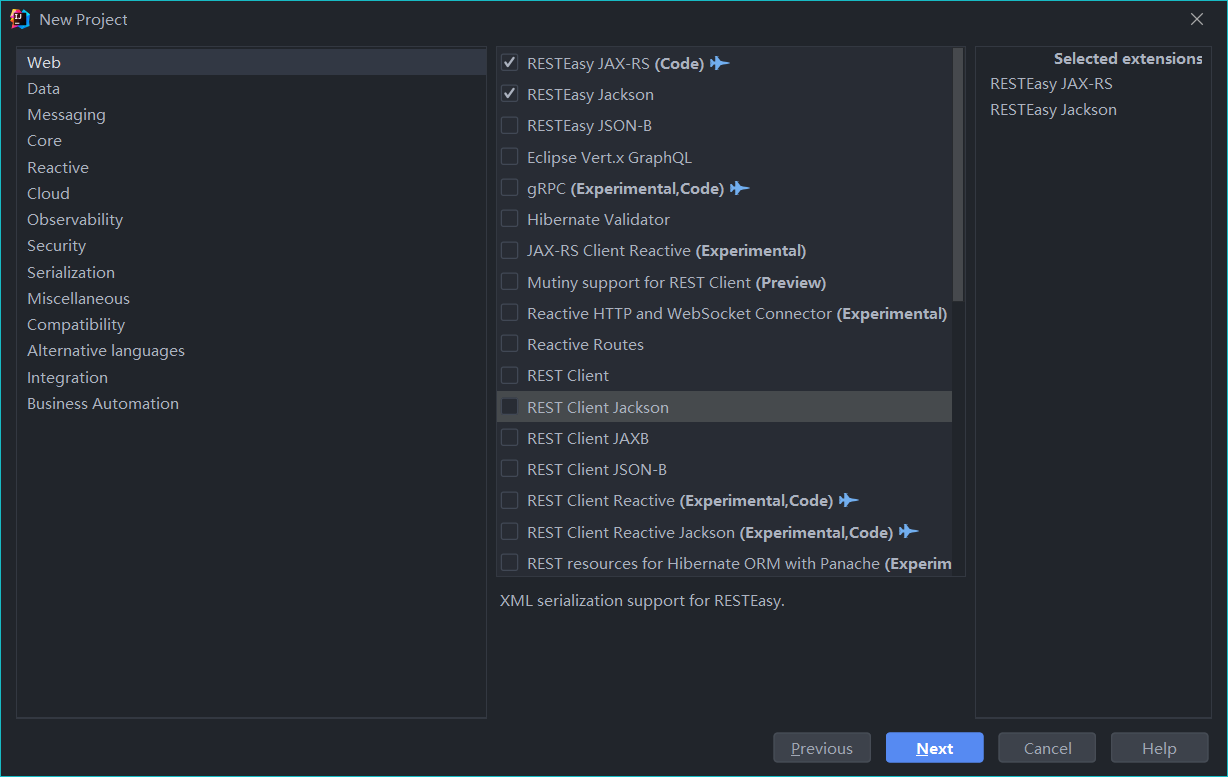 New Project
Web
Data
Messaging
Core
Reactive
Cloud
Observability
Security
Serialization
Miscellaneous
Compatibility
Alternative languages
Integration
Business Automation
RESTEasy JAX-RS (Code)
RESTEasy Jackson
RESTEasy JSON-B
Eclipse Vert.x GraphQL
gRPC (Experimental,Code)
Hibernate Validator
JAX-RS Client Reactive (Experimental)
Mutiny support for REST Client (Preview)
Reactive HTTP and WebSocket Connector (Experimental)
Reactive Routes
REST Client
REST Client Jackson
REST Client JAXB
REST Client JSON-B
REST Client Reactive (Experimental,Code)
REST Client Reactive Jackson (Experimental,Code)
REST resources for Hibernate ORM with Panache (Experim
XML serialization support for RESTEasy.
Selected extensions
RESTEasy JAX-RS
RESTEasy Jackson
Previous
Next
Cancel
Help